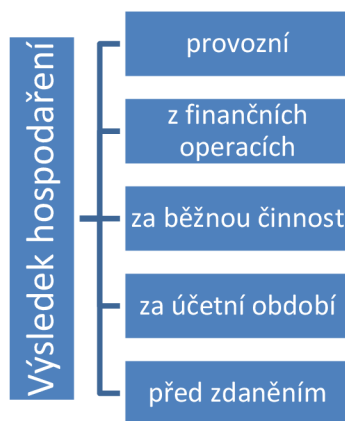 Výsledek hospodaření
provozní
z finančních
operacích
za běžnou činnost
za účetní období
před zdaněním